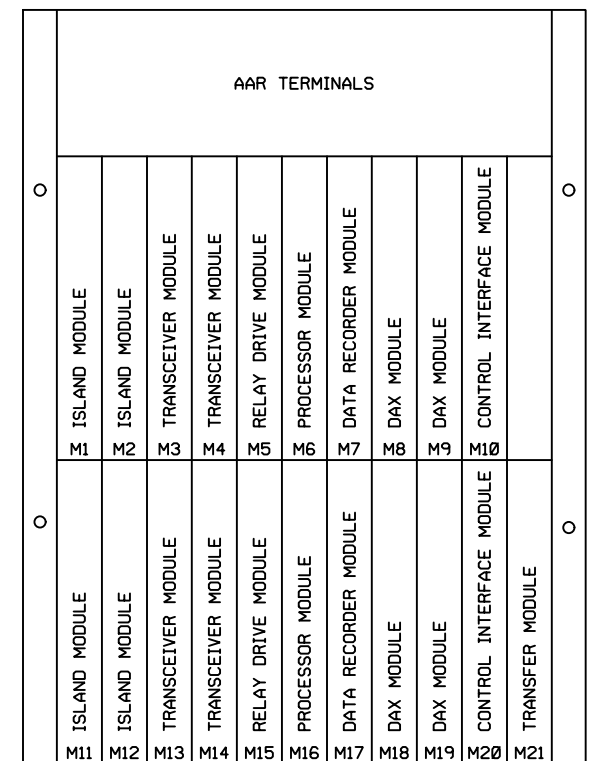 AAR TERMINALS
ISLAND MODULE
ISLAND MODULE
TRANSCEIVER MODULE
TRANSCEIVER MODULE
RELAY DRIVE MODULE
PROCESSOR MODULE
DATA RECORDER MODULE
DAX MODULE
DAX MODULE
CONTROL INTERFACE MODULE
M1 M2 M3 M4 M5 M6 M7 M8 M9 M10
ISLAND MODULE
ISLAND MODULE
TRANSCEIVER MODULE
TRANSCEIVER MODULE
RELAY DRIVE MODULE
PROCESSOR MODULE
DATA RECORDER MODULE
DAX MODULE
DAX MODULE
CONTROL INTERFACE MODULE
TRANSFER MODULE
M11 M12 M13 M14 M15 M16 M17 M18 M19 M20 M21